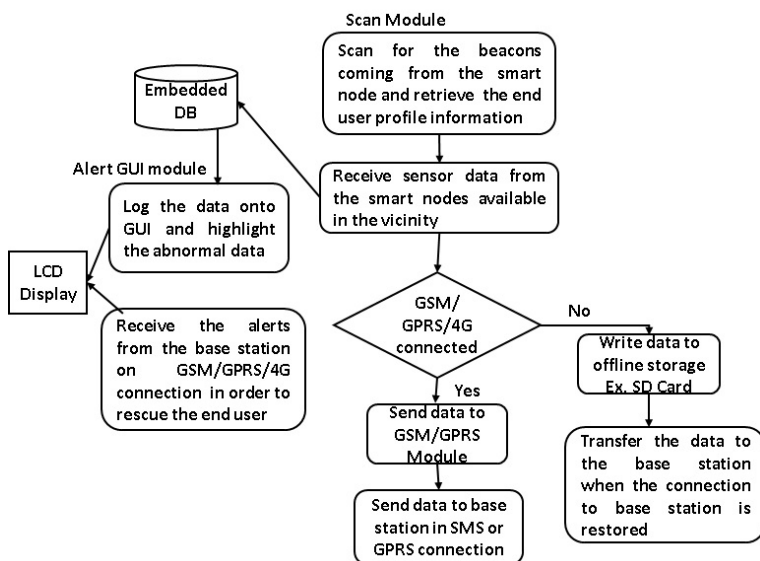 Scan Module
Scan for the beacons
coming from the smart
node and retrieve the end
user profile information
Embedded
DB
Alert GUI module
Receive sensor data from
the smart nodes available
in the vicinity
Log the data onto
GUI and highlight
the abnormal data
LCD
Display
GSM/
GPRS/4G
connected
No
Receive the alerts
from the base station
on GSM/GPRS/4G
connection in order to
rescue the end user
Write data to
offline storage
Ex. SD Card
Yes
Send data to
GSM/GPRS
Module
Transfer the data to
the base station
when the connection
to base station is
restored
Send data to base
station in SMS or
GPRS connection